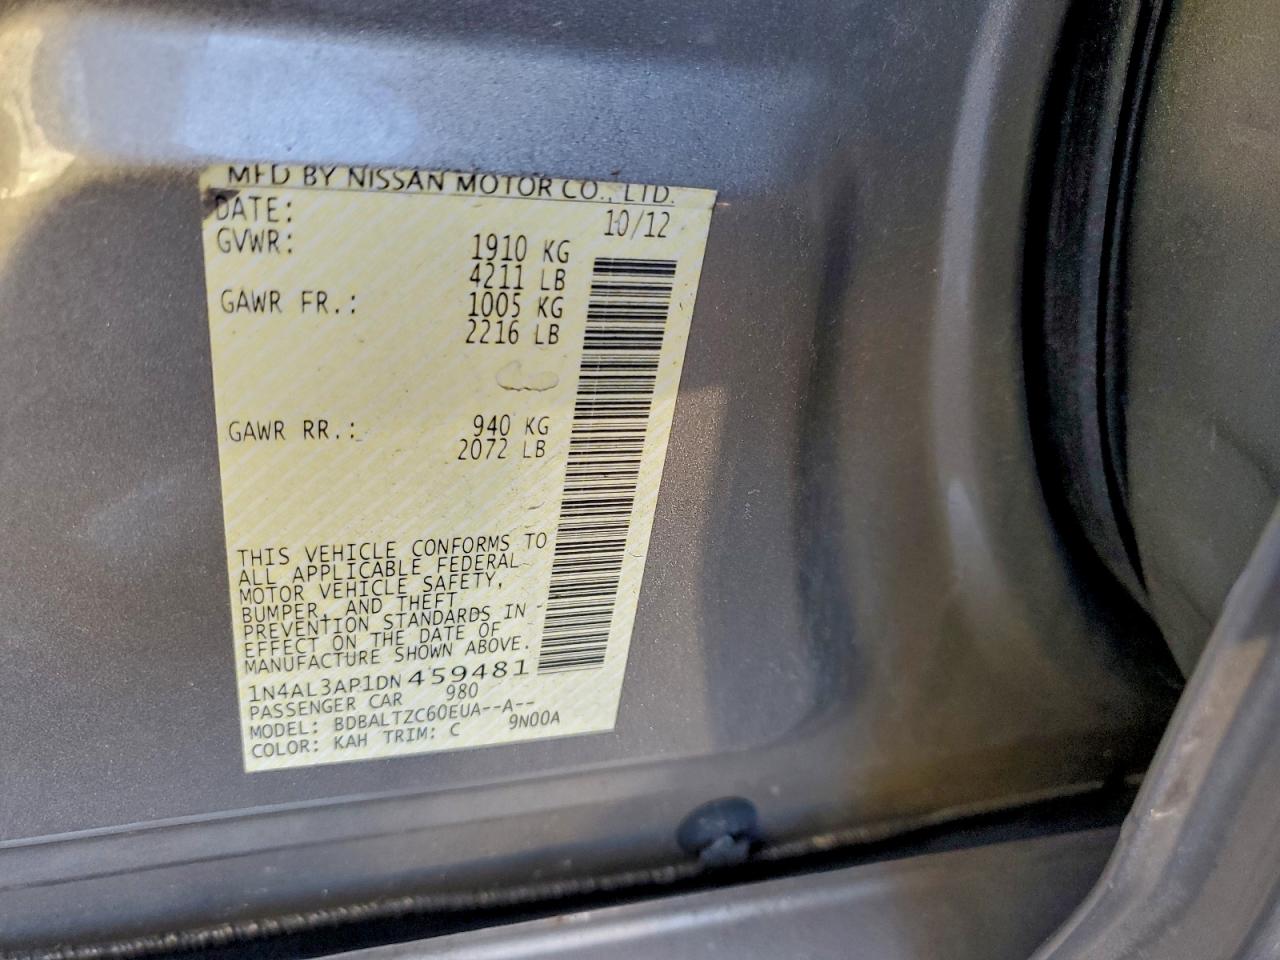 MFD BY NISSAN MOTOR CO., LTD.
DATE: 10/12
GVWR: 1910 KG
4211 LB
GAWR FR.: 1005 KG
2216 LB
GAWR RR.: 940 KG
2072 LB
THIS VEHICLE CONFORMS TO
ALL APPLICABLE FEDERAL
MOTOR VEHICLE SAFETY,
BUMPER, AND THEFT
PREVENTION STANDARDS IN
EFFECT ON THE DATE OF
MANUFACTURE SHOWN ABOVE.
1N4AL3AP1DN459481
PASSENGER CAR 980
MODEL: BDBALTZC60EUA--A--
COLOR: KAH TRIM: C 9N00A